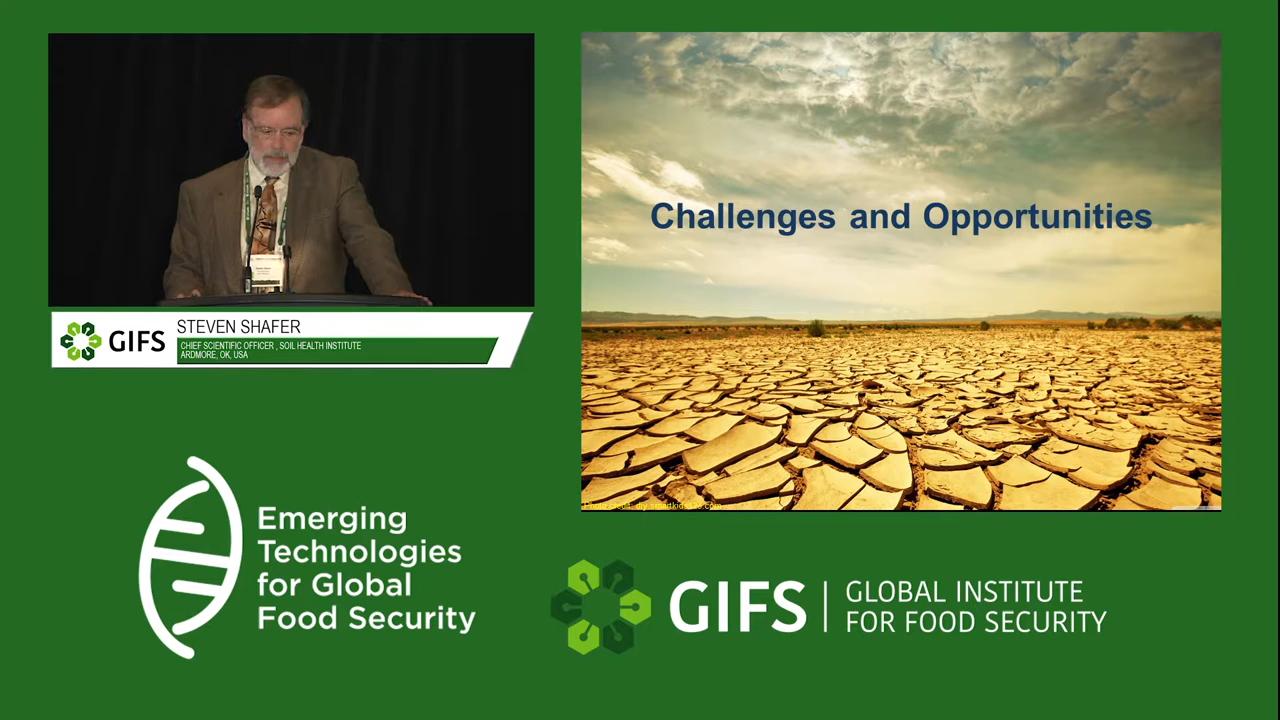 Challenges and Opportunities
GIFS
STEVEN SHAFER
CHIEF SCIENTIFIC OFFICER , SOIL HEALTH INSTITUTE
ARDMORE, OK, USA
Emerging
Technologies
for Global
Food Security
GIFS
GLOBAL INSTITUTE
FOR FOOD SECURITY